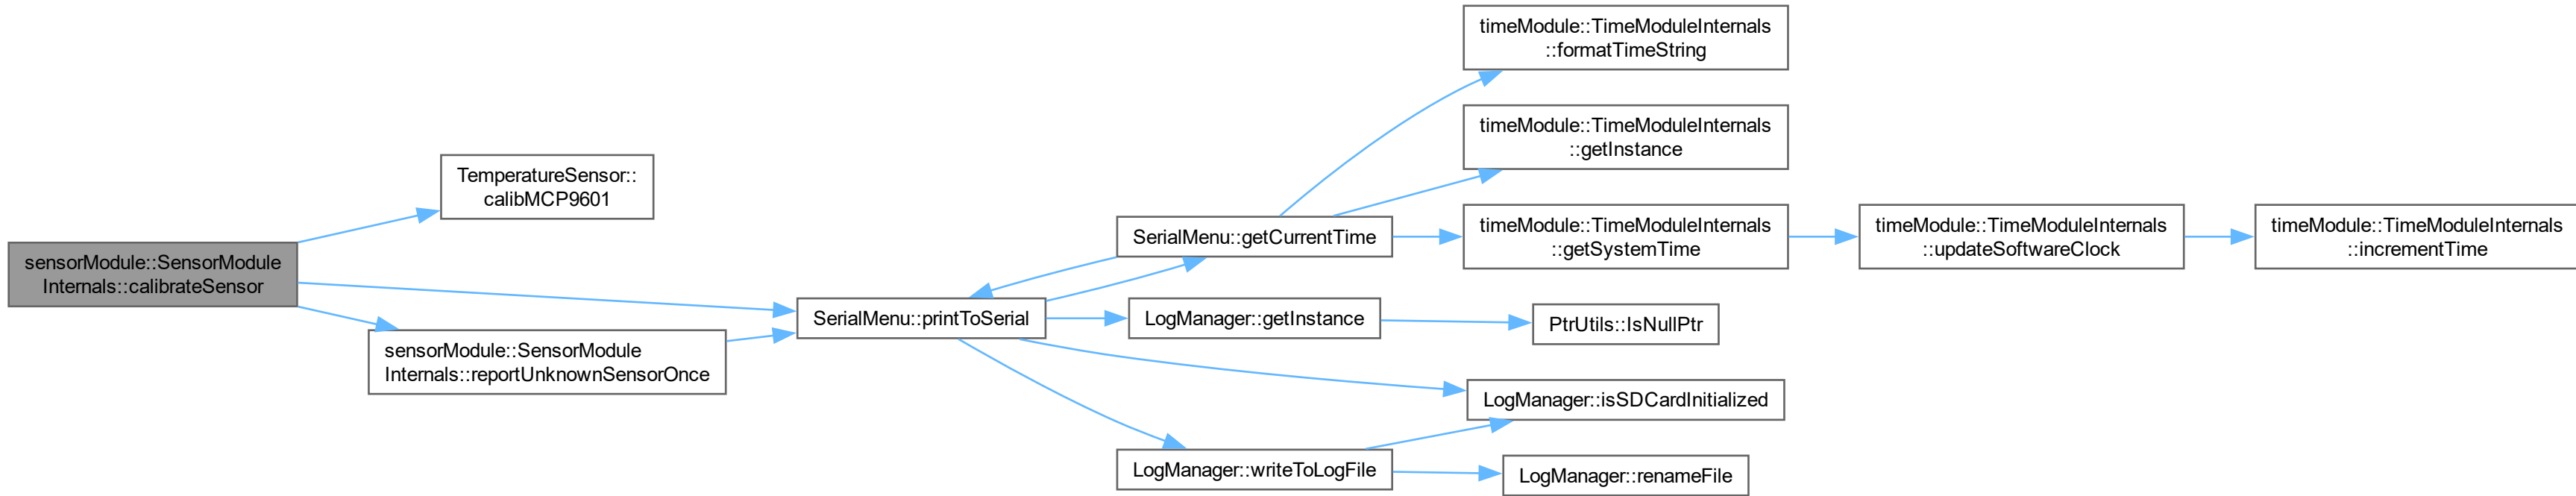 sensorModule::SensorModule
Internals::calibrateSensor
TemperatureSensor::
calibMCP9601
sensorModule::SensorModule
Internals::reportUnknownSensorOnce
SerialMenu::printToSerial
SerialMenu::getCurrentTime
LogManager::getInstance
LogManager::writeToLogFile
timeModule::TimeModuleInternals
::formatTimeString
timeModule::TimeModuleInternals
::getInstance
timeModule::TimeModuleInternals
::getSystemTime
PtrUtils::IsNullPtr
LogManager::isSDCardInitialized
LogManager::renameFile
timeModule::TimeModuleInternals
::updateSoftwareClock
timeModule::TimeModuleInternals
::incrementTime